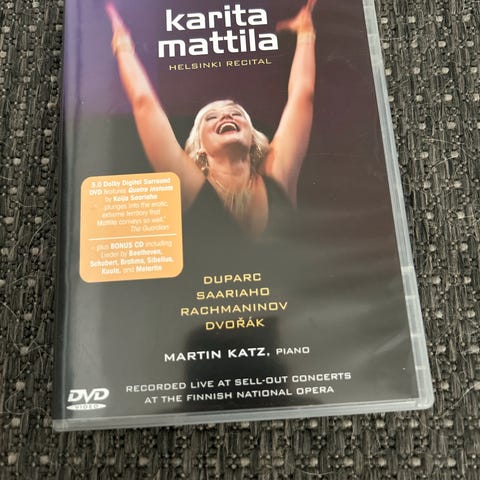 karita
mattila
HELSINKI RECITAL
5.0 Dolby Digital Surround
DVD features Quatre Instants
by Kaija Saariaho
"...plunges into the erotic,
extreme territory that
Mattila conveys so well."
The Guardian
+ plus BONUS CD including
Lieder by Beethoven,
Schubert, Brahms, Sibelius,
Kuula, and Melartin
DUPARC
SAARIAHO
RACHMANINOV
DVOŘÁK
MARTIN KATZ, PIANO
RECORDED LIVE AT SELL-OUT CONCERTS
AT THE FINNISH NATIONAL OPERA
DVD
VIDEO